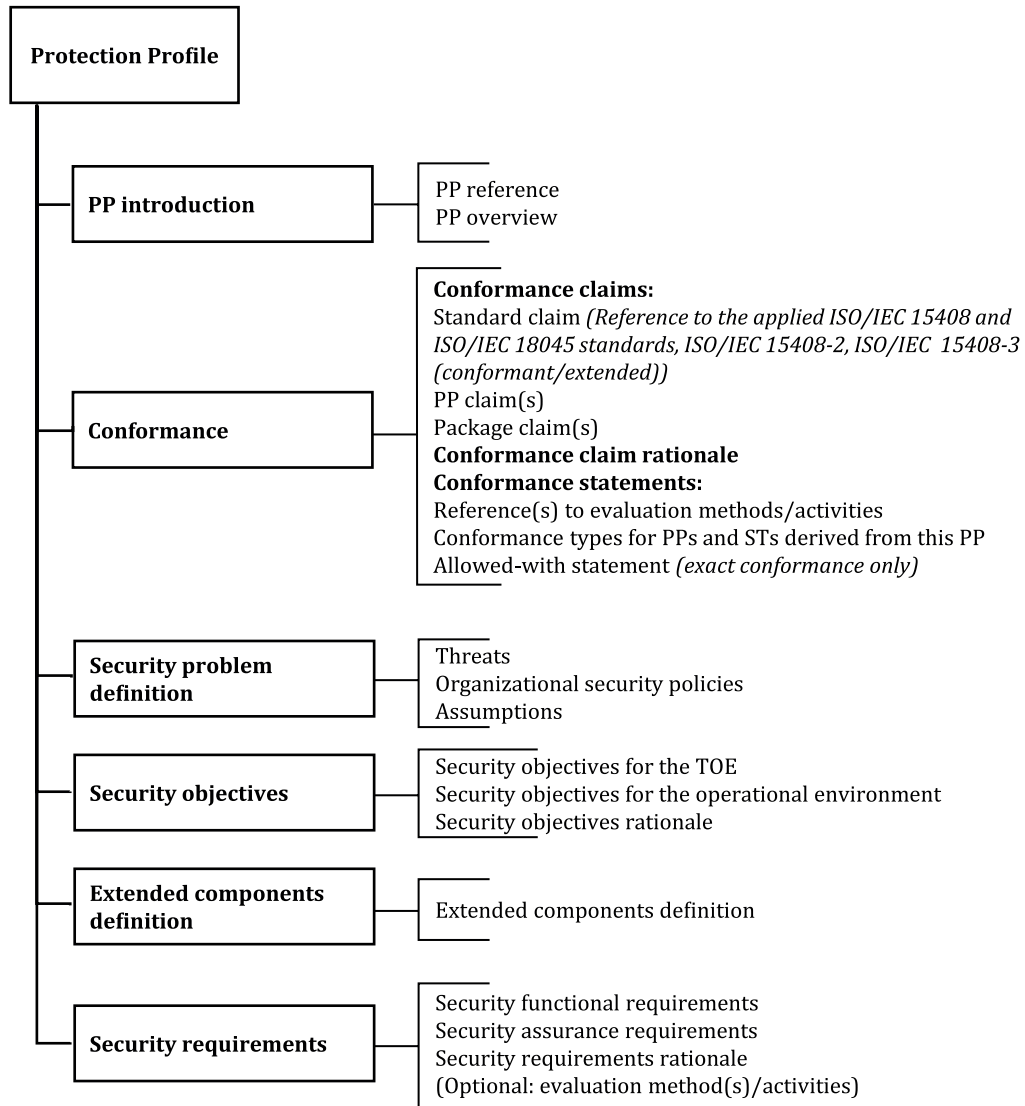 Protection Profile
PP introduction
PP reference
PP overview
Conformance
Conformance claims:
Standard claim (Reference to the applied ISO/IEC 15408 and
ISO/IEC 18045 standards, ISO/IEC 15408-2, ISO/IEC 15408-3
(conformant/extended))
PP claim(s)
Package claim(s)
Conformance claim rationale
Conformance statements:
Reference(s) to evaluation methods/activities
Conformance types for PPs and STs derived from this PP
Allowed-with statement (exact conformance only)
Security problem
definition
Threats
Organizational security policies
Assumptions
Security objectives
Security objectives for the TOE
Security objectives for the operational environment
Security objectives rationale
Extended components
definition
Extended components definition
Security requirements
Security functional requirements
Security assurance requirements
Security requirements rationale
(Optional: evaluation method(s)/activities)